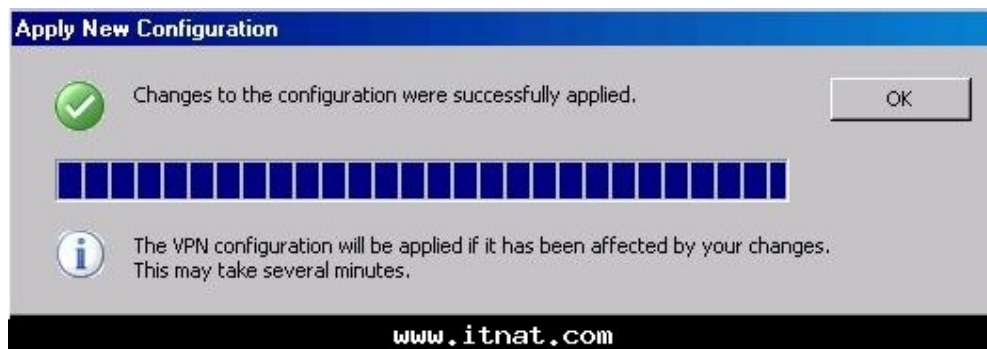 Apply New Configuration
Changes to the configuration were successfully applied.
OK
The VPN configuration will be applied if it has been affected by your changes.
This may take several minutes.
www.itnat.com